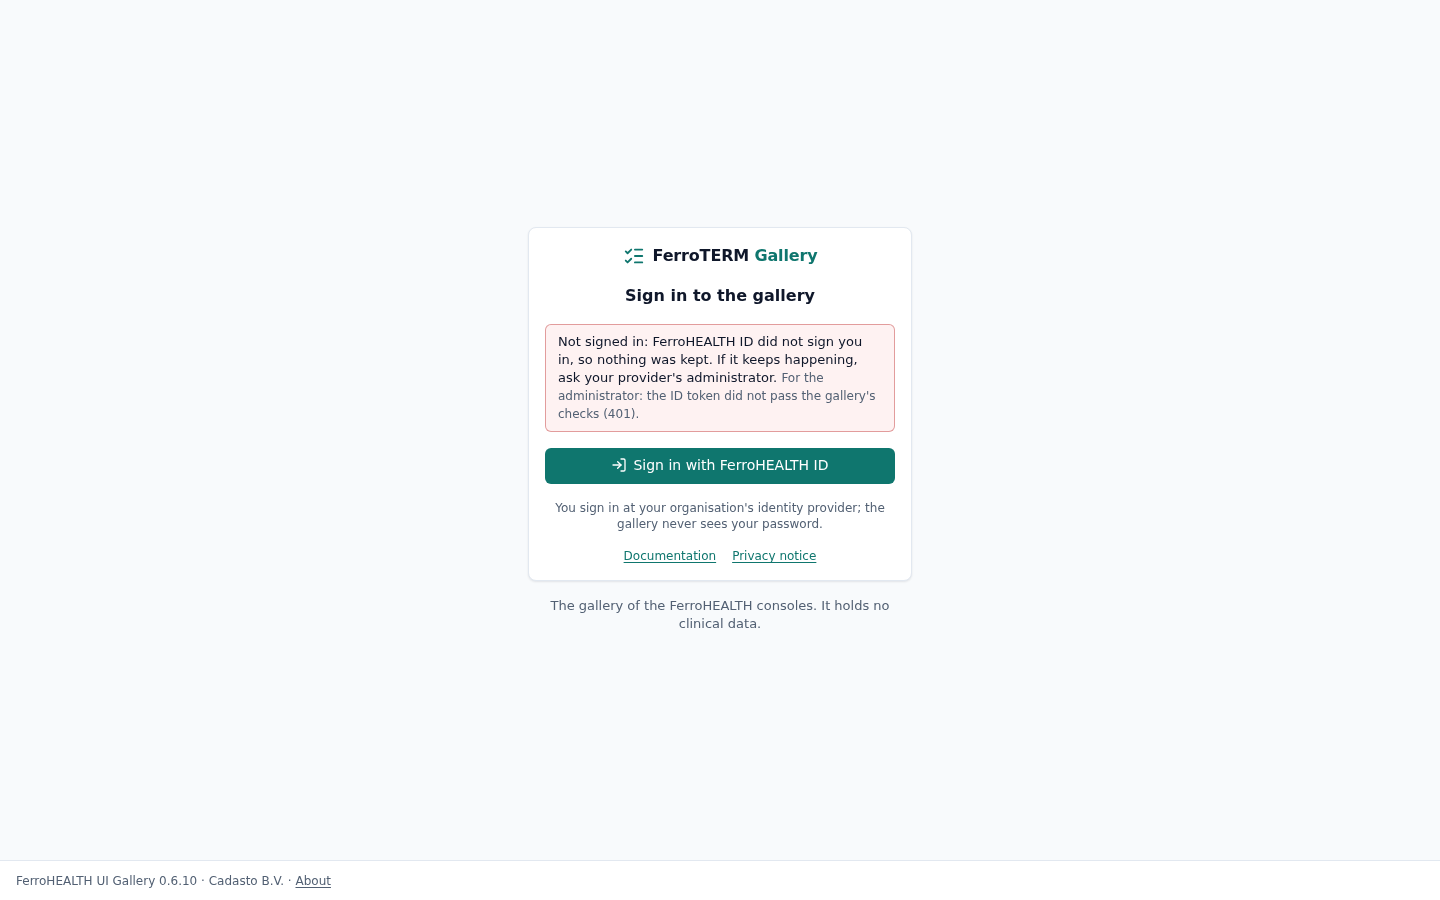 FerroTERM Gallery
Sign in to the gallery
Not signed in: FerroHEALTH ID did not sign you
in, so nothing was kept. If it keeps happening,
ask your provider's administrator. For the
administrator: the ID token did not pass the gallery's
checks (401).
Sign in with FerroHEALTH ID
You sign in at your organisation's identity provider; the
gallery never sees your password.
Documentation Privacy notice
The gallery of the FerroHEALTH consoles. It holds no
clinical data.
FerroHEALTH UI Gallery 0.6.10 · Cadasto B.V. · About